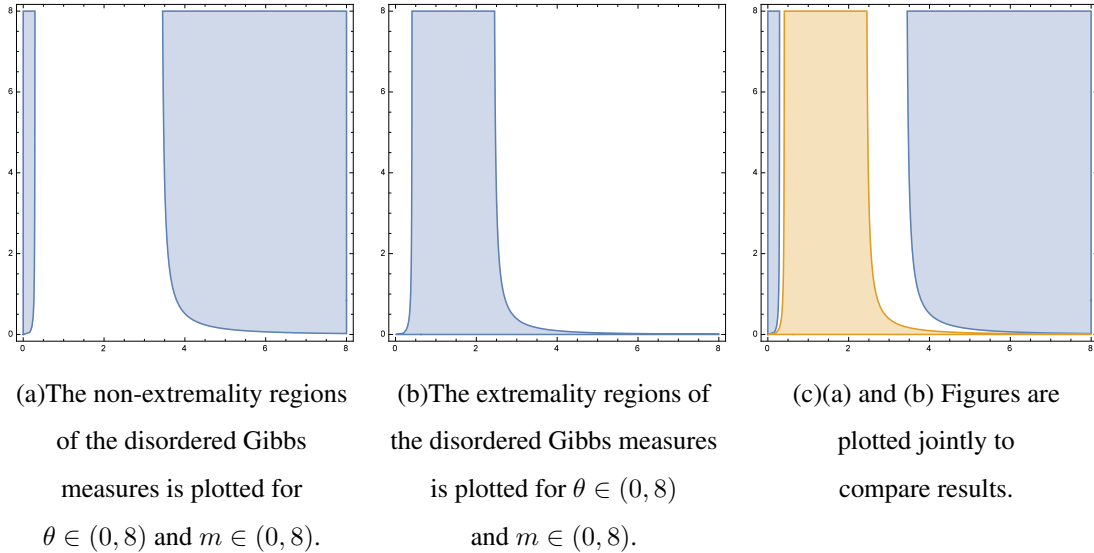 8
6
4
2
0
0 2 4 6 8
8
6
4
2
0
0 2 4 6 8
8
6
4
2
0
0 2 4 6 8
(a)The non-extremality regions
of the disordered Gibbs
measures is plotted for
θ ∈ (0, 8) and m ∈ (0, 8).
(b)The extremality regions of
the disordered Gibbs measures
is plotted for θ ∈ (0, 8)
and m ∈ (0, 8).
(c)(a) and (b) Figures are
plotted jointly to
compare results.